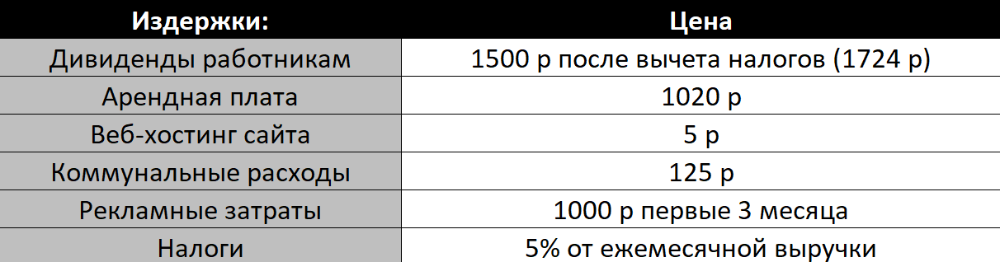 Издержки: Цена
Дивиденды работникам 1500 р после вычета налогов (1724 р)
Арендная плата 1020 р
Веб-хостинг сайта 5 р
Коммунальные расходы 125 р
Рекламные затраты 1000 р первые 3 месяца
Налоги 5% от ежемесячной выручки